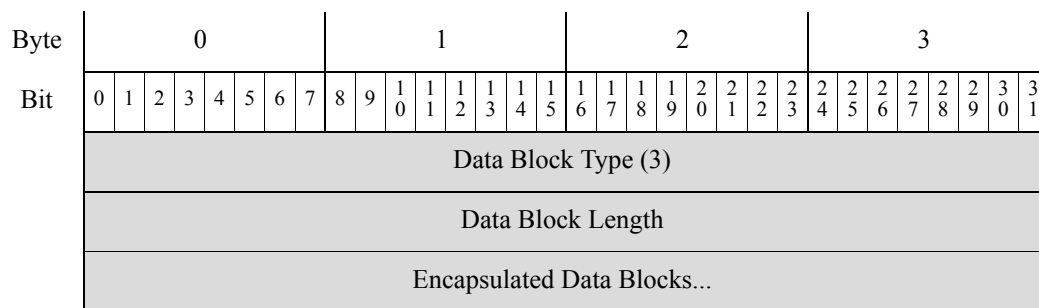 Byte 0 1 2 3
Bit 0 1 2 3 4 5 6 7 8 9 10 11 12 13 14 15 16 17 18 19 20 21 22 23 24 25 26 27 28 29 30 31
Data Block Type (3)
Data Block Length
Encapsulated Data Blocks...